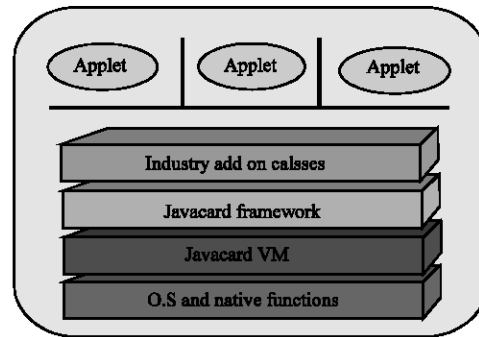 Applet Applet Applet
Industry add on calsses
Javacard framework
Javacard VM
O.S and native functions